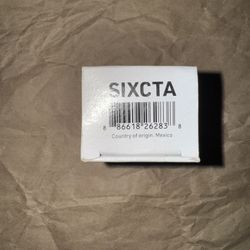 SIXCTA
8 86618 26283 8
Country of origin: Mexico